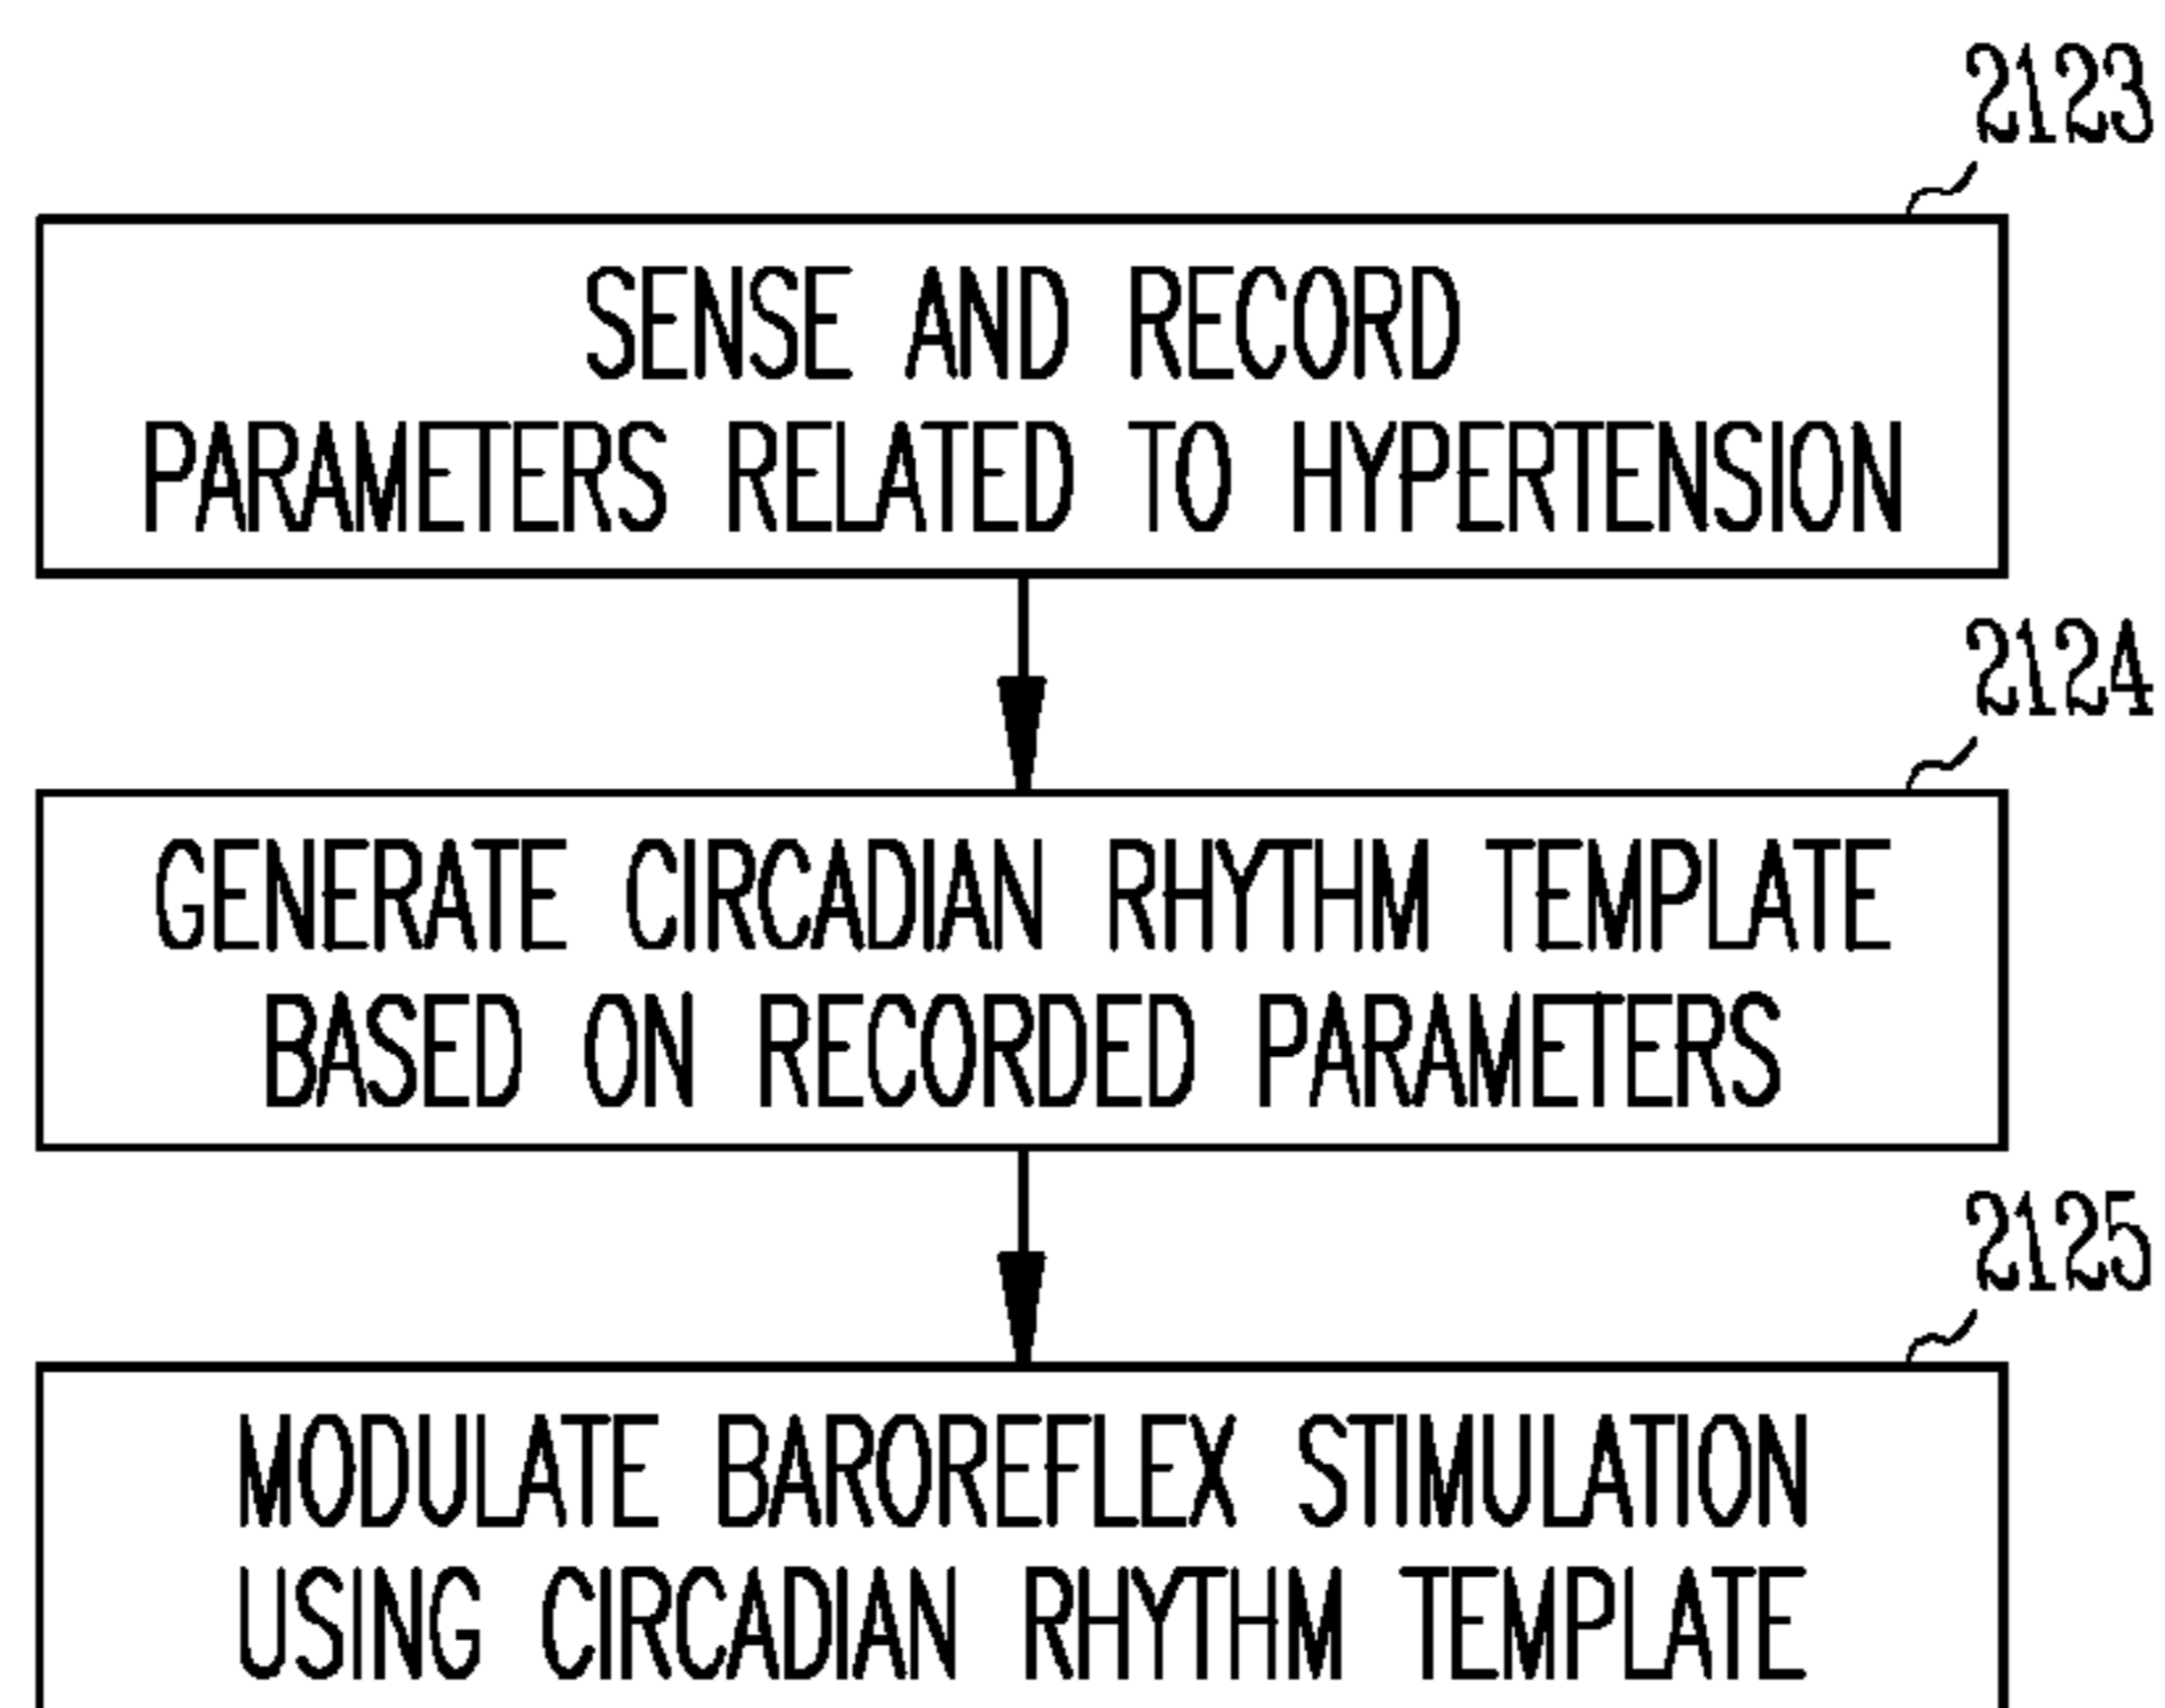 2123
SENSE AND RECORD
PARAMETERS RELATED TO HYPERTENSION
2124
GENERATE CIRCADIAN RHYTHM TEMPLATE
BASED ON RECORDED PARAMETERS
2125
MODULATE BAROREFLEX STIMULATION
USING CIRCADIAN RHYTHM TEMPLATE